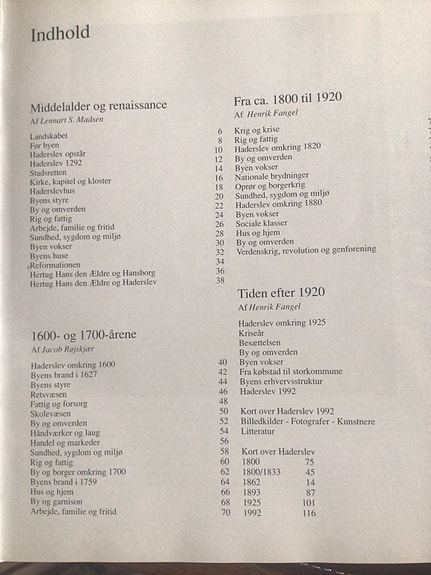 Indhold
Middelalder og renaissance
Af Lennart S. Madsen
Landskabet 6
Før byen 8
Haderslev opstår 10
Haderslev 1292 12
Stadsretten 14
Kirke, kapitel og kloster 16
Haderslevhus 18
Byens styre 20
By og omverden 22
Rig og fattig 24
Arbejde, familie og fritid 26
Sundhed, sygdom og miljø 28
Byen vokser 30
Byens huse 32
Reformationen 34
Hertug Hans den Ældre og Hansborg 36
Hertug Hans den Ældre og Haderslev 38
1600- og 1700-årene
Af Jacob Røjskjær
Haderslev omkring 1600 40
Byens brand i 1627 42
Byens styre 44
Retsvæsen 46
Fattig og forsorg 48
Skolevæsen 50
By og omverden 52
Håndværker og laug 54
Handel og markeder 56
Sundhed, sygdom og miljø 58
Rig og fattig 60
By og borger omkring 1700 62
Byens brand i 1759 64
Hus og hjem 66
By og garnison 68
Arbejde, familie og fritid 70
Fra ca. 1800 til 1920
Af Henrik Fangel
Krig og krise
Rig og fattig
Haderslev omkring 1820
By og omverden
Byen vokser
Nationale brydninger
Oprør og borgerkrig
Sundhed, sygdom og miljø
Haderslev omkring 1880
Byen vokser
Sociale klasser
Hus og hjem
By og omverden
Verdenskrig, revolution og genforening
Tiden efter 1920
Af Henrik Fangel
Haderslev omkring 1925
Kriseår
Besættelsen
By og omverden
Byen vokser
Fra købstad til storkommune
Byens erhvervsstruktur
Haderslev 1992
Kort over Haderslev 1992
Billedkilder - Fotografer - Kunstnere
Litteratur
Kort over Haderslev
1800 75
1800/1833 45
1862 14
1893 87
1925 101
1992 116